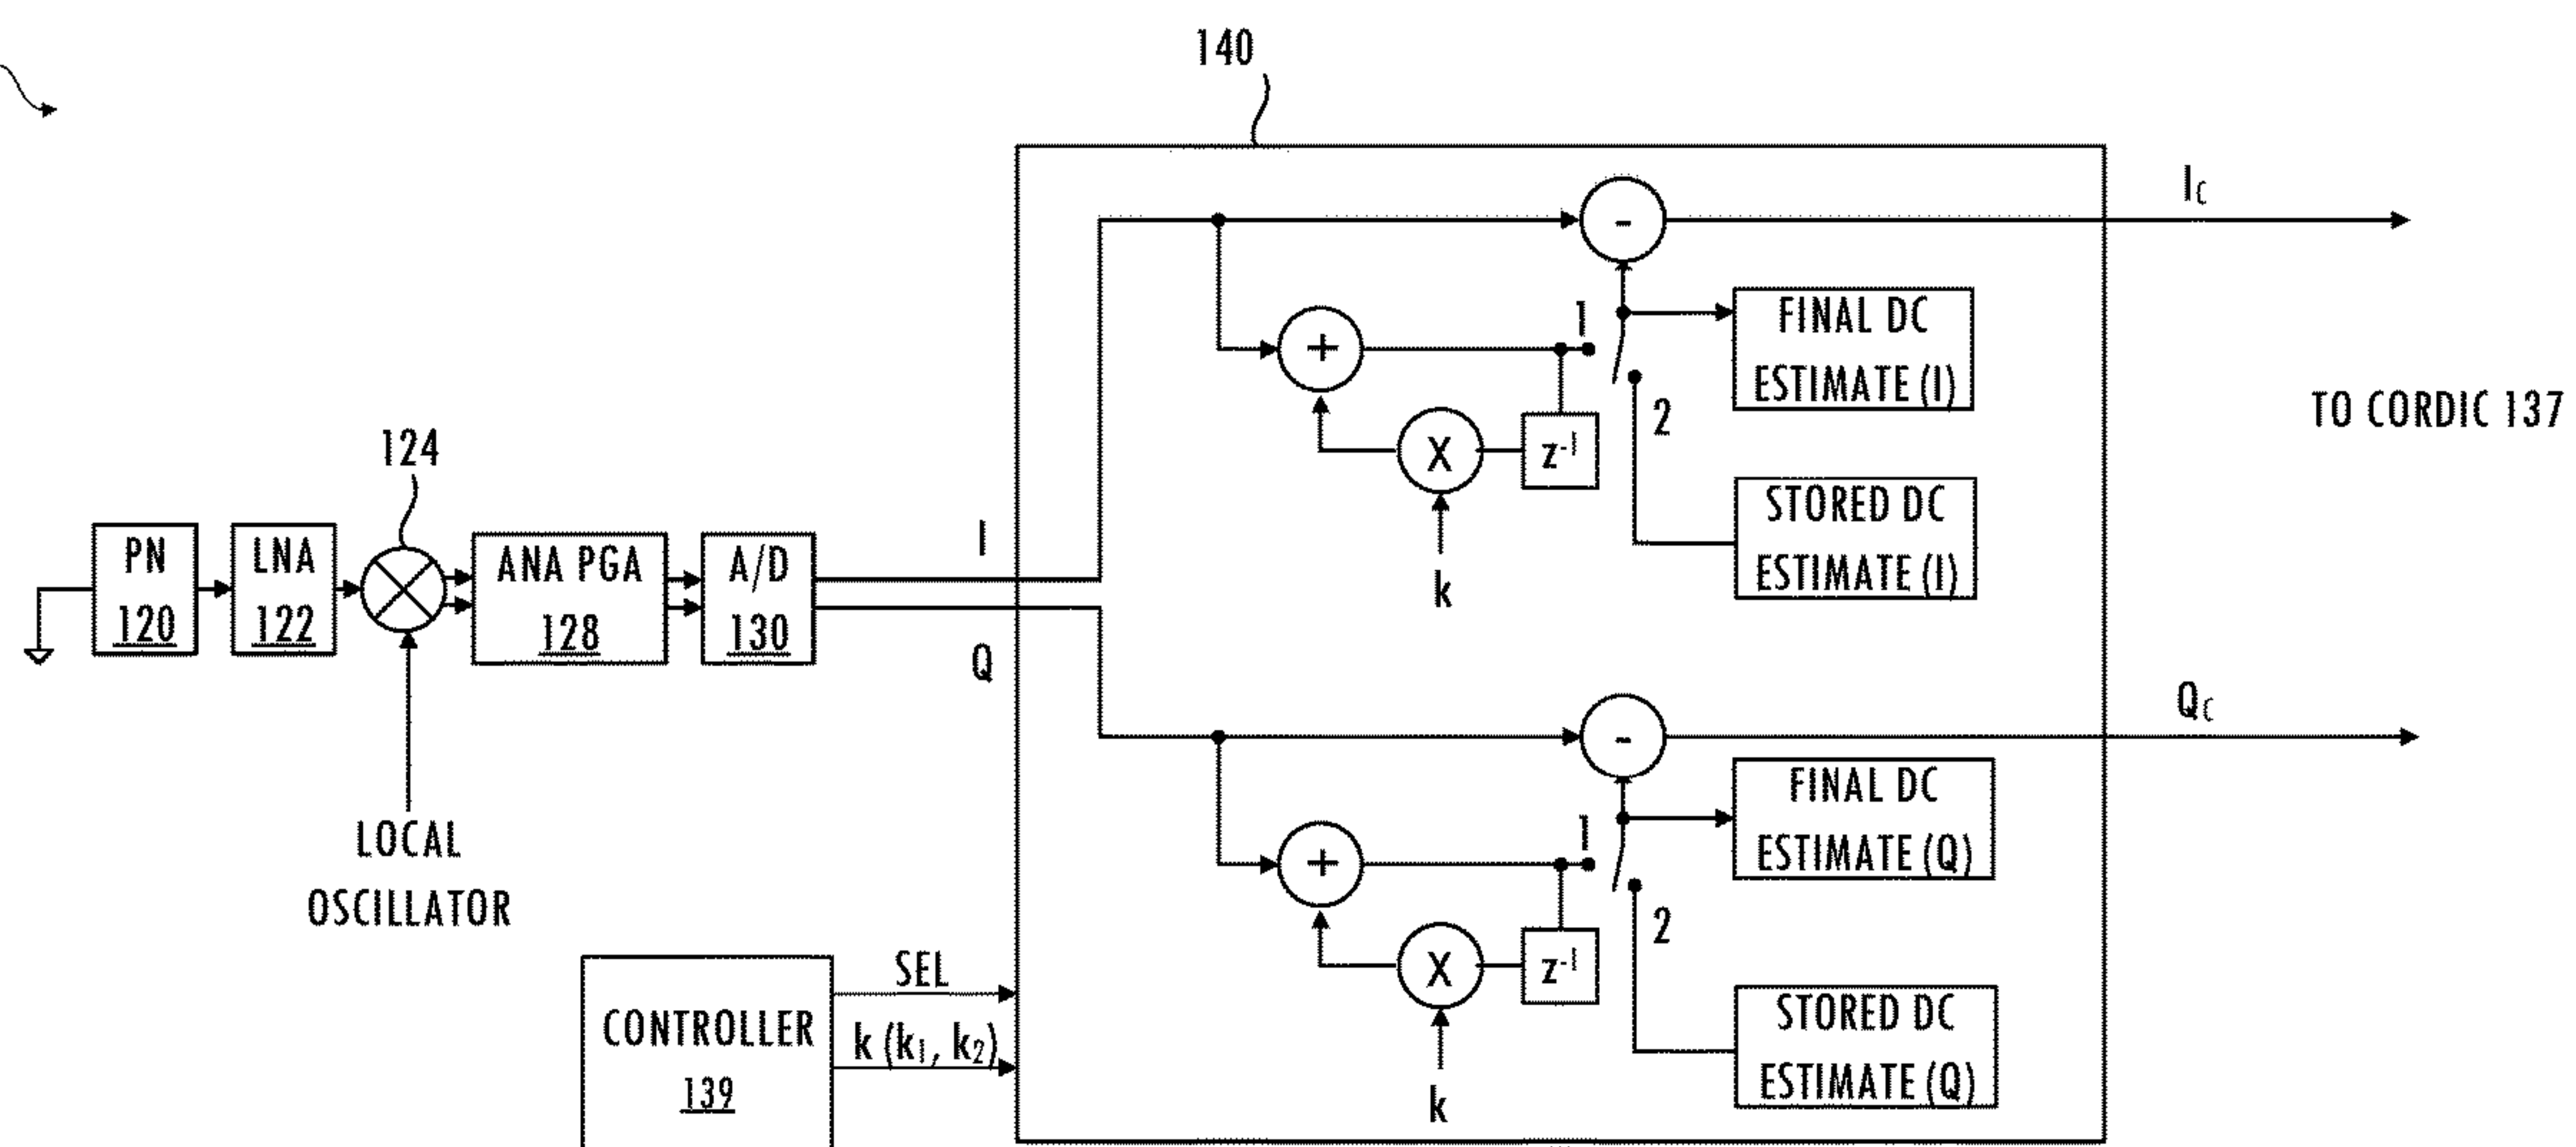 140
I_C
-
1
FINAL DC
ESTIMATE (I)
+
2
TO CORDIC 137
X
z⁻¹
STORED DC
ESTIMATE (I)
k
124
PN
120
LNA
122
ANA PGA
128
A/D
130
I
Q
LOCAL
OSCILLATOR
Q_C
-
1
FINAL DC
ESTIMATE (Q)
+
2
X
z⁻¹
STORED DC
ESTIMATE (Q)
k
SEL
k (k₁, k₂)
CONTROLLER
139